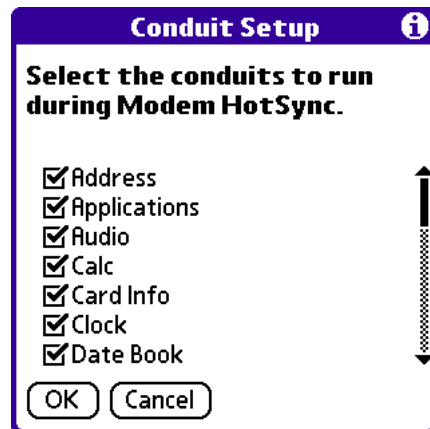 Conduit Setup
Select the conduits to run
during Modem HotSync.
Address
Applications
Audio
Calc
Card Info
Clock
Date Book
OK Cancel